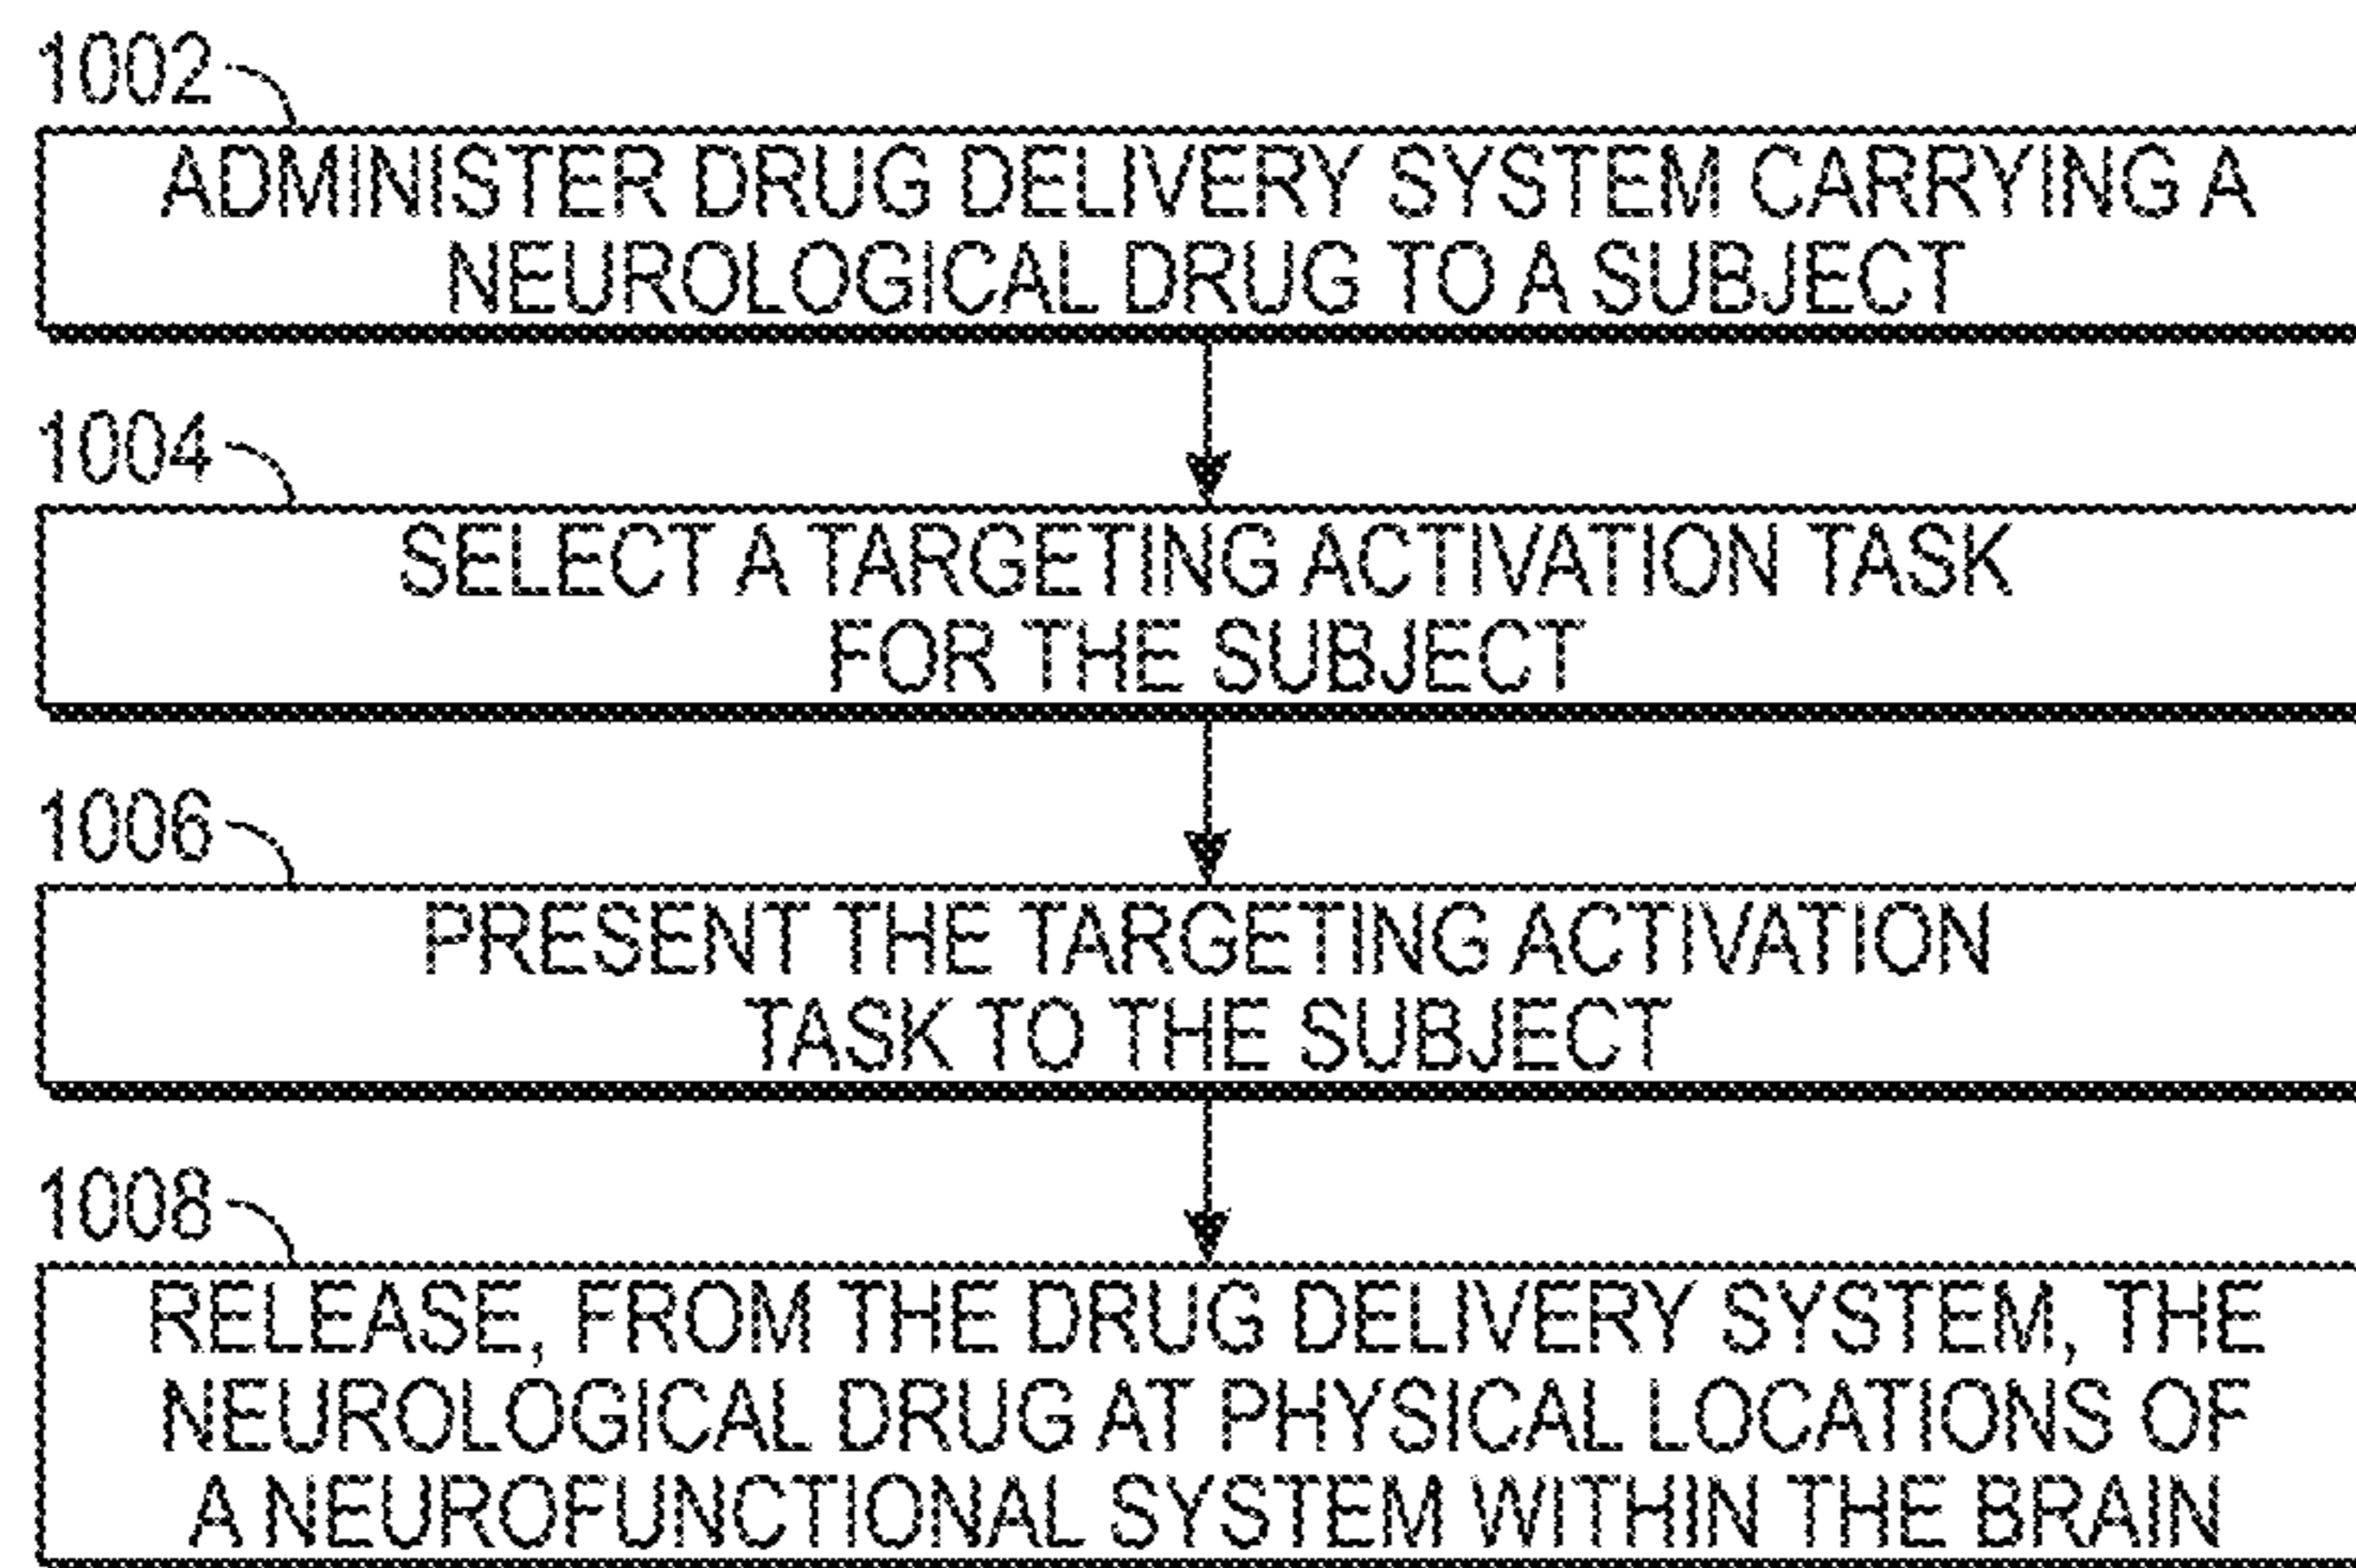 1002
ADMINISTER DRUG DELIVERY SYSTEM CARRYING A
NEUROLOGICAL DRUG TO A SUBJECT
1004
SELECT A TARGETING ACTIVATION TASK
FOR THE SUBJECT
1006
PRESENT THE TARGETING ACTIVATION
TASK TO THE SUBJECT
1008
RELEASE, FROM THE DRUG DELIVERY SYSTEM, THE
NEUROLOGICAL DRUG AT PHYSICAL LOCATIONS OF
A NEUROFUNCTIONAL SYSTEM WITHIN THE BRAIN